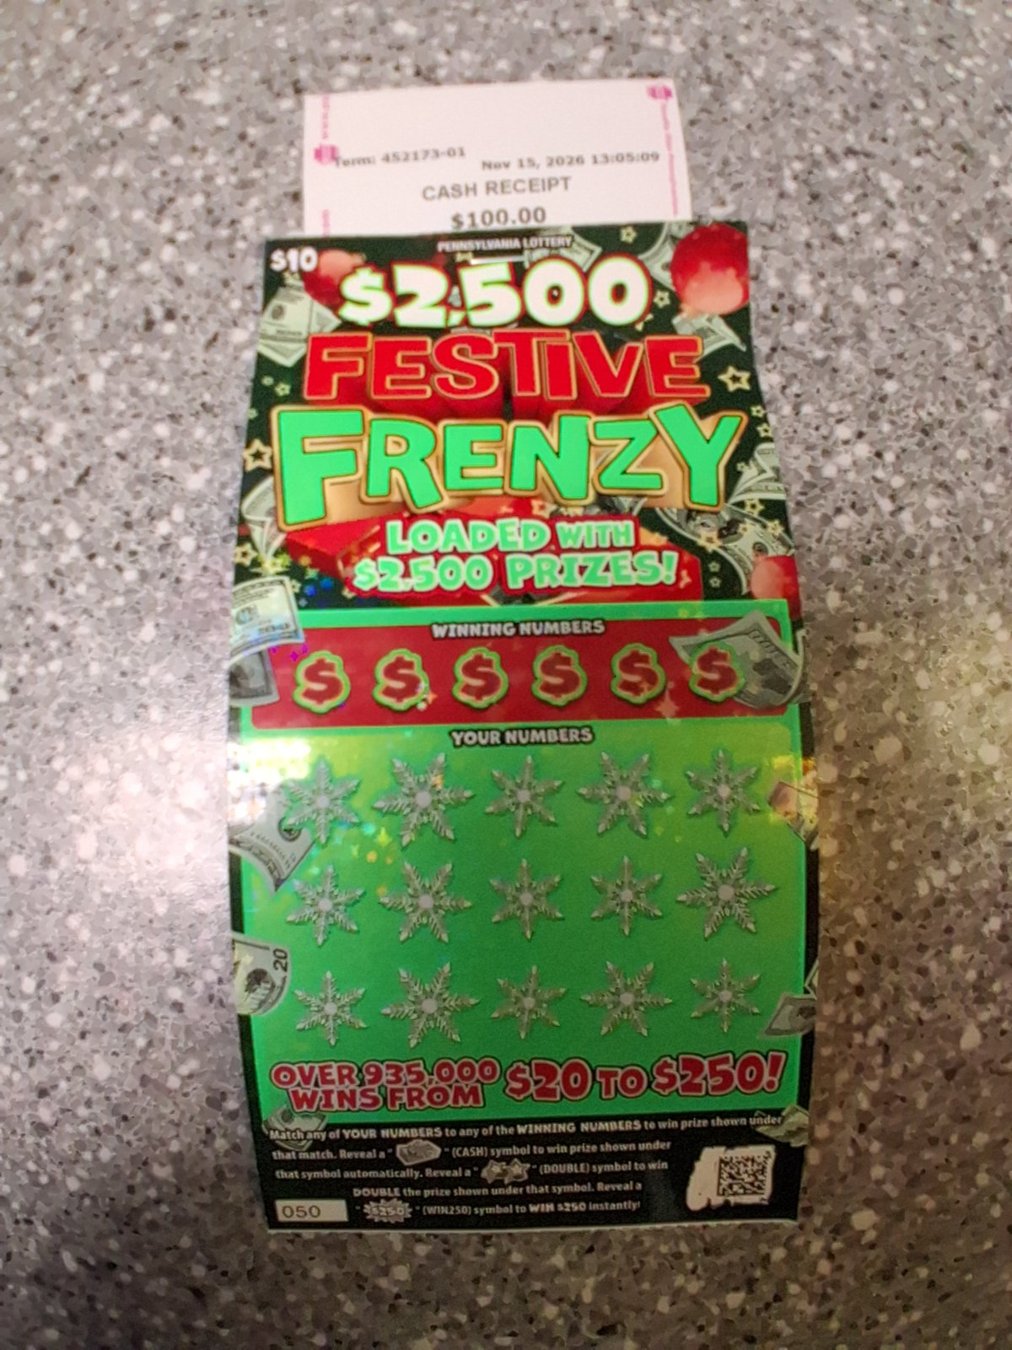 Term: 452173-01
Nov 15, 2026 13:05:09
CASH RECEIPT
$100.00
PENNSYLVANIA LOTTERY
$10
$2,500
FESTIVE
FRENZY
LOADED WITH
$2,500 PRIZES!
WINNING NUMBERS
$ $ $ $ $ $
YOUR NUMBERS
20
OVER 935,000
WINS FROM $20 TO $250!
Match any of YOUR NUMBERS to any of the WINNING NUMBERS to win prize shown under
that match. Reveal a " " (CASH) symbol to win prize shown under
that symbol automatically. Reveal a " " (DOUBLE) symbol to win
DOUBLE the prize shown under that symbol. Reveal a
" $250 " (WIN250) symbol to WIN $250 instantly!
050